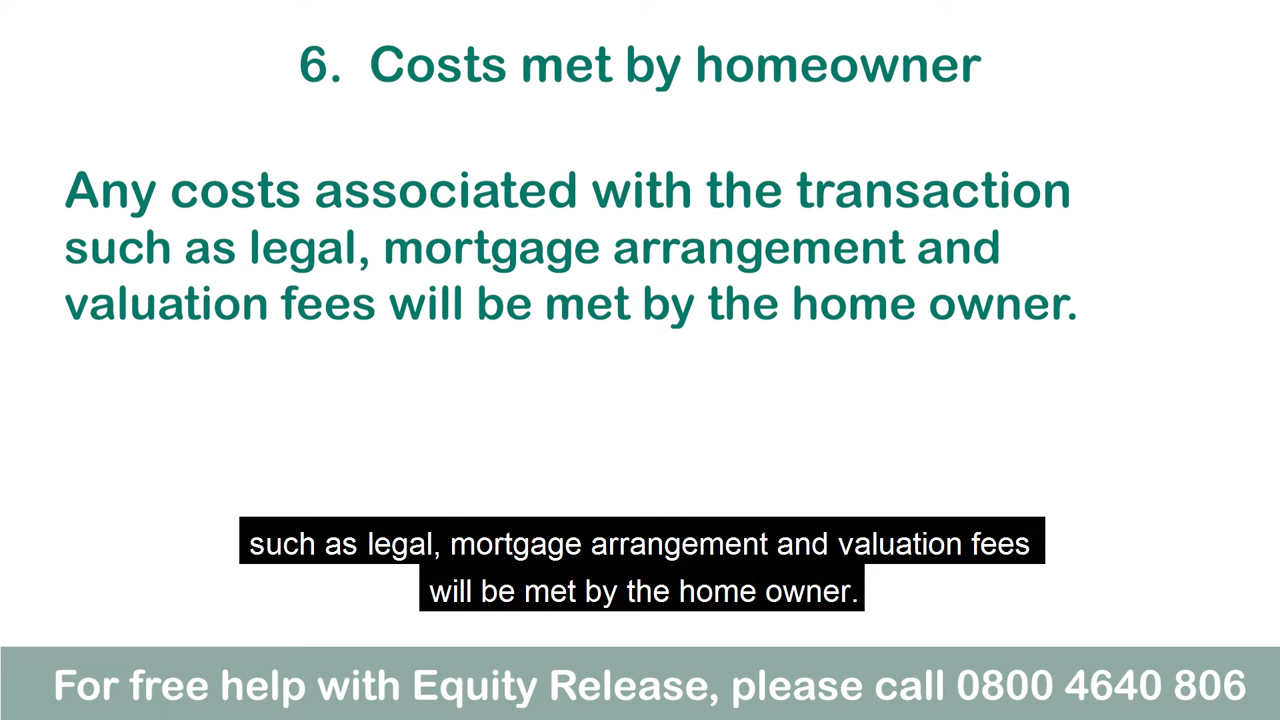 6. Costs met by homeowner
Any costs associated with the transaction
such as legal, mortgage arrangement and
valuation fees will be met by the home owner.
such as legal, mortgage arrangement and valuation fees
will be met by the home owner.
For free help with Equity Release, please call 0800 4640 806